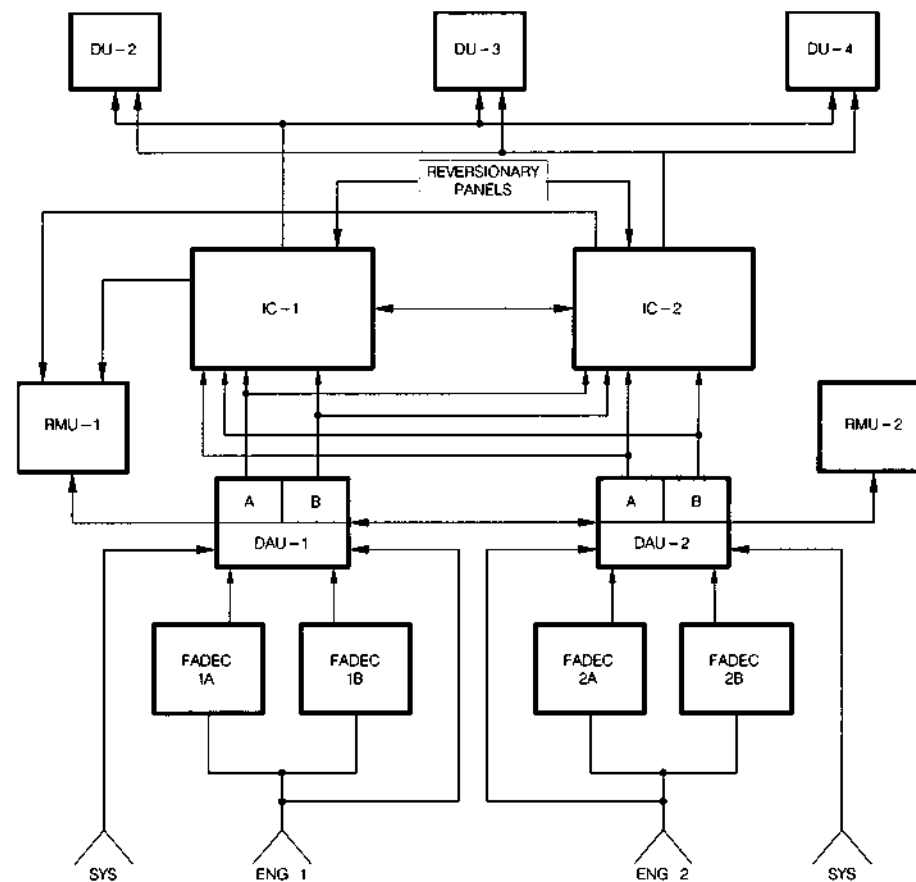 DU-2
DU-3
DU-4
REVERSIONARY
PANELS
IC-1
IC-2
RMU-1
RMU-2
A
B
A
B
DAU-1
DAU-2
FADEC
1A
FADEC
1B
FADEC
2A
FADEC
2B
SYS
ENG 1
ENG 2
SYS